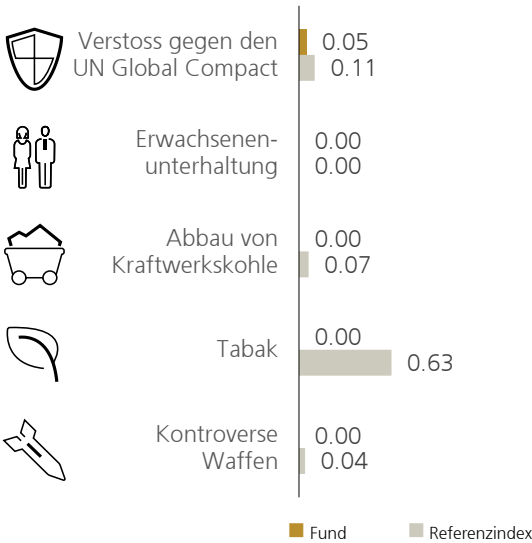 Verstoss gegen den
UN Global Compact
0.05
0.11
Erwachsenen-
unterhaltung
0.00
0.00
Abbau von
Kraftwerkskohle
0.00
0.07
Tabak
0.00
0.63
Kontroverse
Waffen
0.00
0.04
Fund
Referenzindex